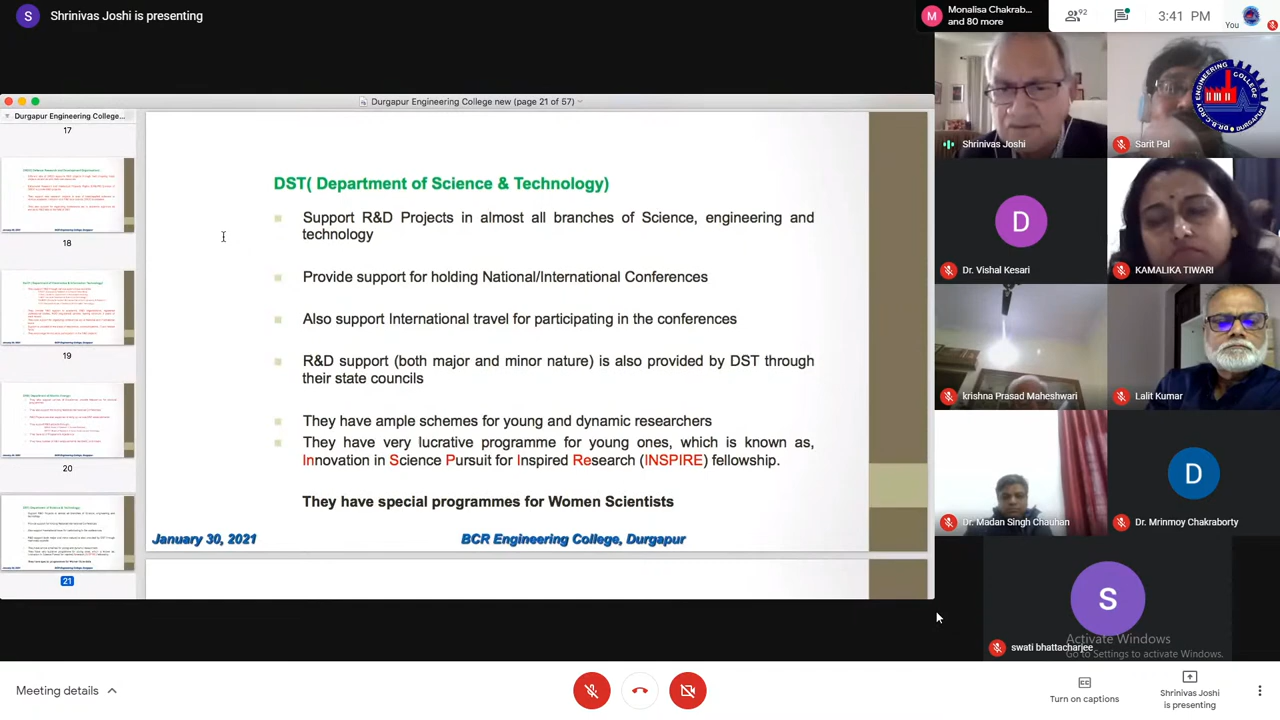 S Shrinivas Joshi is presenting
M Monalisa Chakrab...
and 80 more
92
3:41 PM
You
Durgapur Engineering College new (page 21 of 57)
Durgapur Engineering College...
17
18
19
20
21
DST( Department of Science & Technology)
Support R&D Projects in almost all branches of Science, engineering and
technology
Provide support for holding National/International Conferences
Also support International travel for participating in the conferences
R&D support (both major and minor nature) is also provided by DST through
their state councils
They have ample schemes for young and dynamic researchers
They have very lucrative programme for young ones, which is known as,
Innovation in Science Pursuit for Inspired Research (INSPIRE) fellowship.
They have special programmes for Women Scientists
January 30, 2021
BCR Engineering College, Durgapur
Shrinivas Joshi
Sarit Pal
DR. B.C. ROY ENGINEERING COLLEGE
DURGAPUR
D
Dr. Vishal Kesari
KAMALIKA TIWARI
krishna Prasad Maheshwari
Lalit Kumar
Dr. Madan Singh Chauhan
D
Dr. Mrinmoy Chakraborty
S
swati bhattacharjee
Activate Windows
Go to Settings to activate Windows.
Meeting details
CC
Turn on captions
Shrinivas Joshi
is presenting